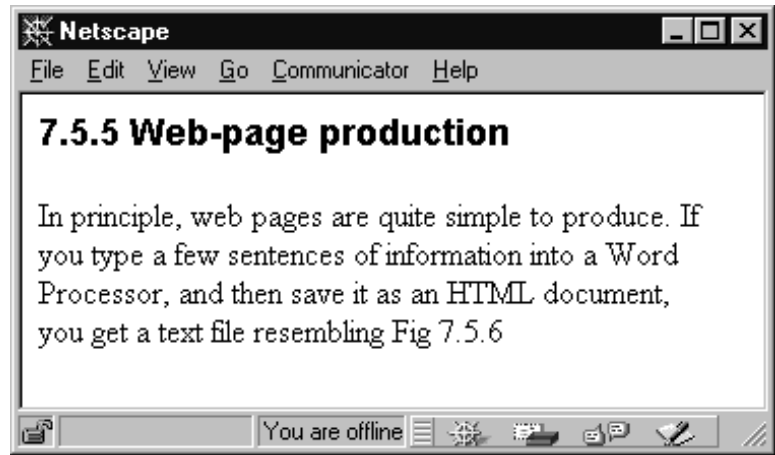 Netscape
File Edit View Go Communicator Help
7.5.5 Web-page production
In principle, web pages are quite simple to produce. If
you type a few sentences of information into a Word
Processor, and then save it as an HTML document,
you get a text file resembling Fig 7.5.6
You are offline